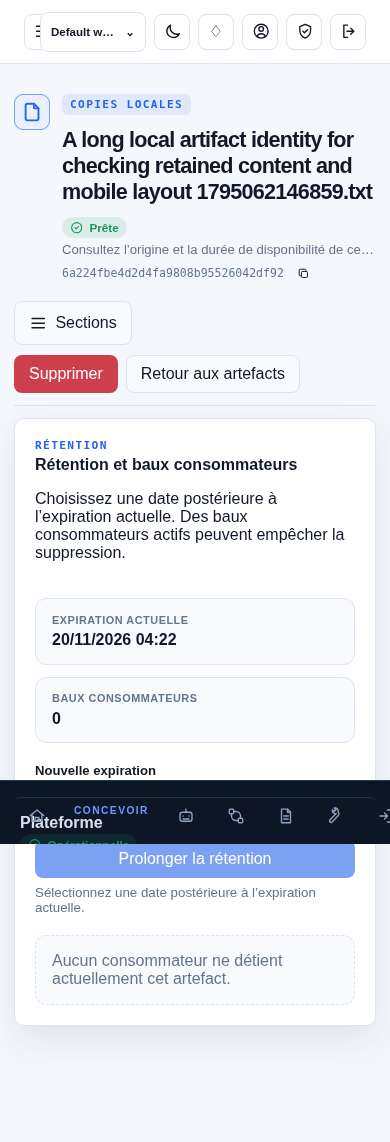 Default w…
COPIES LOCALES
A long local artifact identity for
checking retained content and
mobile layout 1795062146859.txt
Prête
Consultez l’origine et la durée de disponibilité de ce…
6a224fbe4d2d4fa9808b95526042df92
Sections
Supprimer
Retour aux artefacts
RÉTENTION
Rétention et baux consommateurs
Choisissez une date postérieure à
l’expiration actuelle. Des baux
consommateurs actifs peuvent empêcher la
suppression.
EXPIRATION ACTUELLE
20/11/2026 04:22
BAUX CONSOMMATEURS
0
Nouvelle expiration
CONCEVOIR
Plateforme
Opérationnelle
Prolonger la rétention
Sélectionnez une date postérieure à l’expiration
actuelle.
Aucun consommateur ne détient
actuellement cet artefact.